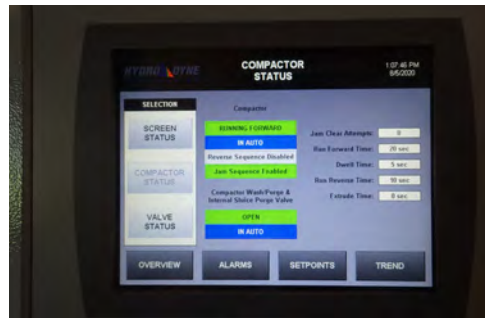 HYDRO DYNE
COMPACTOR
STATUS
1:07:46 PM
8/5/2020
SELECTION
SCREEN
STATUS
COMPACTOR
STATUS
VALVE
STATUS
Compactor
RUNNING FORWARD
IN AUTO
Reverse Sequence Disabled
Jam Sequence Enabled
Compactor Wash/Purge &
Internal Sluice Purge Valve
OPEN
IN AUTO
Jam Clear Attempts: 0
Run Forward Time: 20 sec
Dwell Time: 5 sec
Run Reverse Time: 10 sec
Extrude Time: 0 sec
OVERVIEW
ALARMS
SETPOINTS
TREND